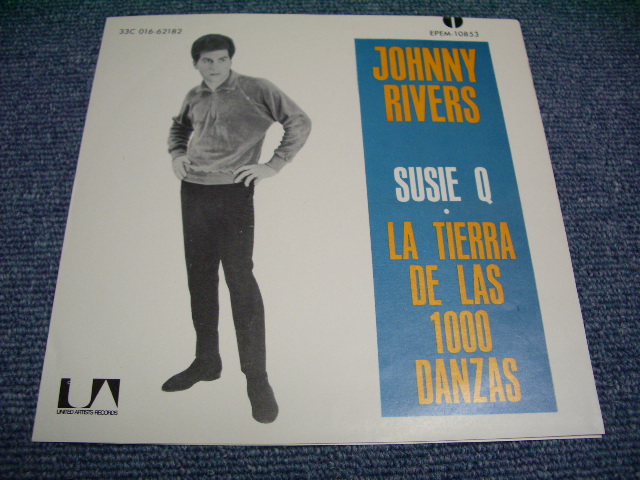 33C 016-62182
EPEM-10853
JOHNNY
RIVERS
SUSIE Q
•
LA TIERRA
DE LAS
1000
DANZAS
UA
UNITED ARTISTS RECORDS